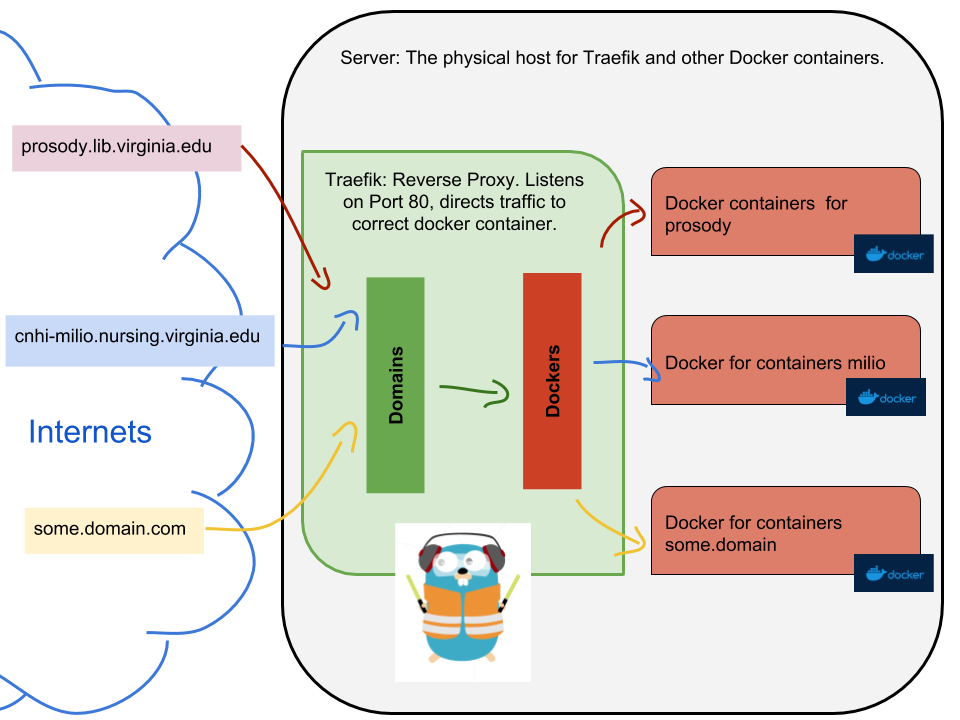 Server: The physical host for Traefik and other Docker containers.
prosody.lib.virginia.edu
cnhi-milio.nursing.virginia.edu
Internets
some.domain.com
Traefik: Reverse Proxy. Listens
on Port 80, directs traffic to
correct docker container.
Domains
Dockers
Docker containers  for
prosody
docker
Docker for containers milio
docker
Docker for containers
some.domain
docker